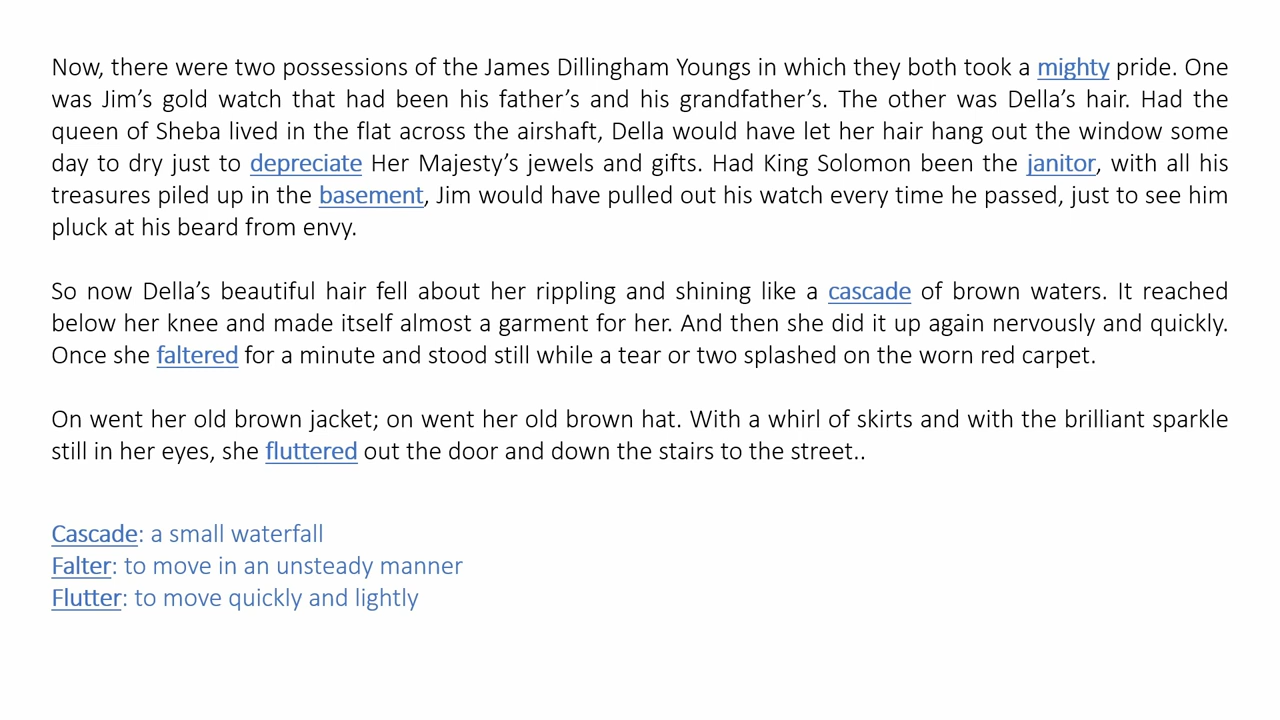 Now, there were two possessions of the James Dillingham Youngs in which they both took a mighty pride. One
was Jim’s gold watch that had been his father’s and his grandfather’s. The other was Della’s hair. Had the
queen of Sheba lived in the flat across the airshaft, Della would have let her hair hang out the window some
day to dry just to depreciate Her Majesty’s jewels and gifts. Had King Solomon been the janitor, with all his
treasures piled up in the basement, Jim would have pulled out his watch every time he passed, just to see him
pluck at his beard from envy.
So now Della’s beautiful hair fell about her rippling and shining like a cascade of brown waters. It reached
below her knee and made itself almost a garment for her. And then she did it up again nervously and quickly.
Once she faltered for a minute and stood still while a tear or two splashed on the worn red carpet.
On went her old brown jacket; on went her old brown hat. With a whirl of skirts and with the brilliant sparkle
still in her eyes, she fluttered out the door and down the stairs to the street..
Cascade: a small waterfall
Falter: to move in an unsteady manner
Flutter: to move quickly and lightly